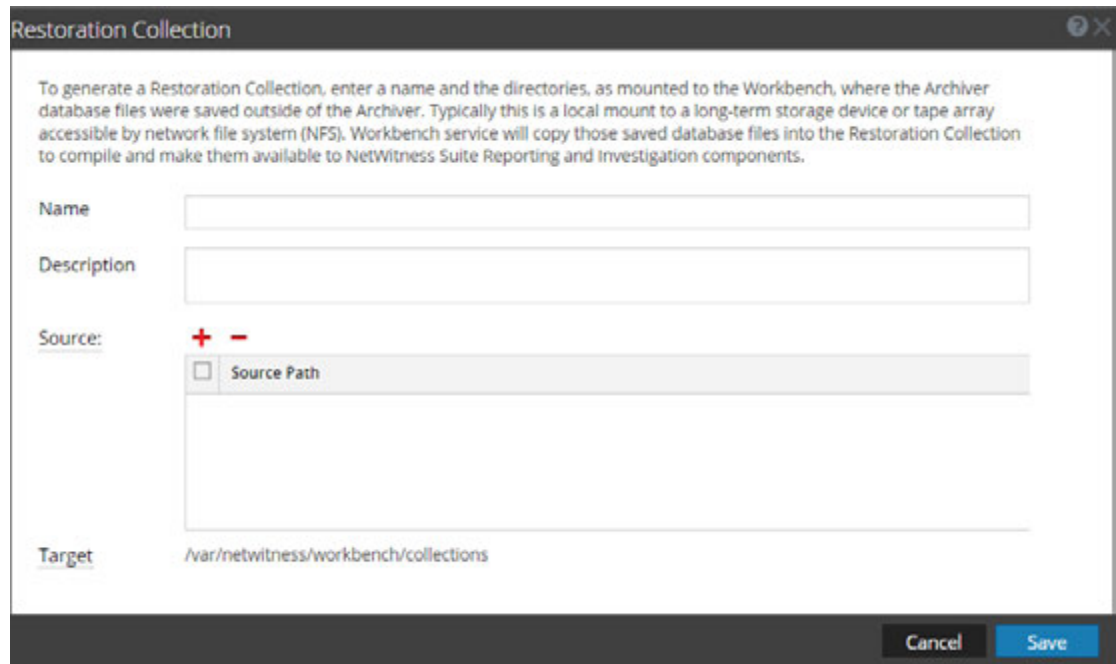 Restoration Collection
To generate a Restoration Collection, enter a name and the directories, as mounted to the Workbench, where the Archiver
database files were saved outside of the Archiver. Typically this is a local mount to a long-term storage device or tape array
accessible by network file system (NFS). Workbench service will copy those saved database files into the Restoration Collection
to compile and make them available to NetWitness Suite Reporting and Investigation components.
Name
Description
Source:
Source Path
Target /var/netwitness/workbench/collections
Cancel Save